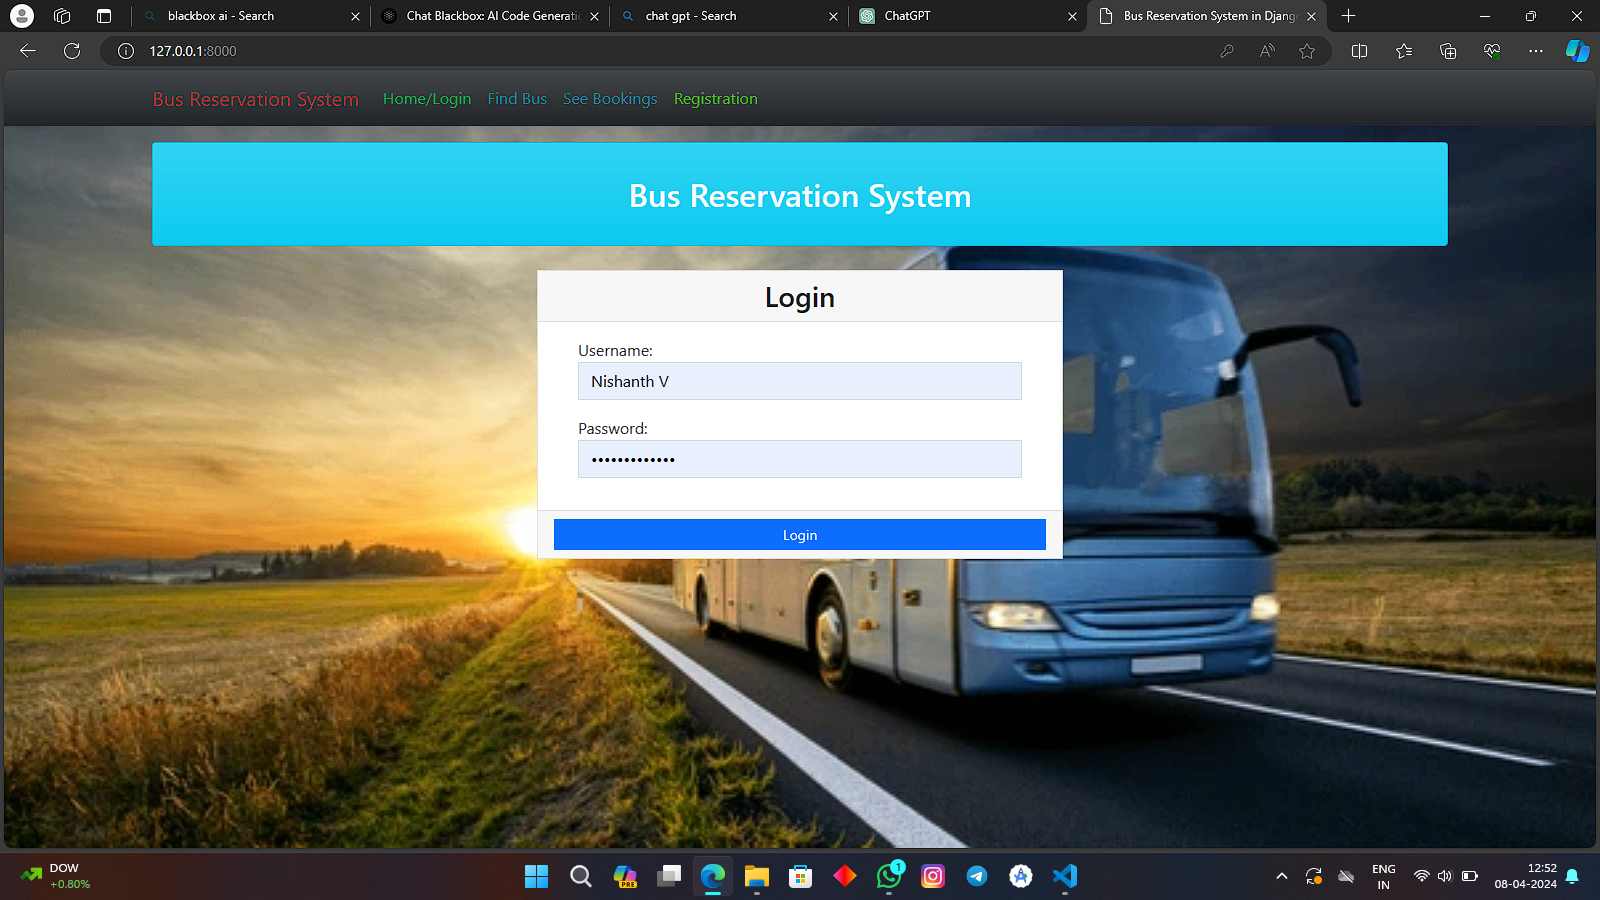 blackbox ai - Search
Chat Blackbox: AI Code Generatic
chat gpt - Search
ChatGPT
Bus Reservation System in Djang
127.0.0.1:8000
Bus Reservation System
Home/Login
Find Bus
See Bookings
Registration
Bus Reservation System
Login
Username:
Nishanth V
Password:
•••••••••••••
Login
DOW
+0.80%
PRE
1
ENG
IN
12:52
08-04-2024